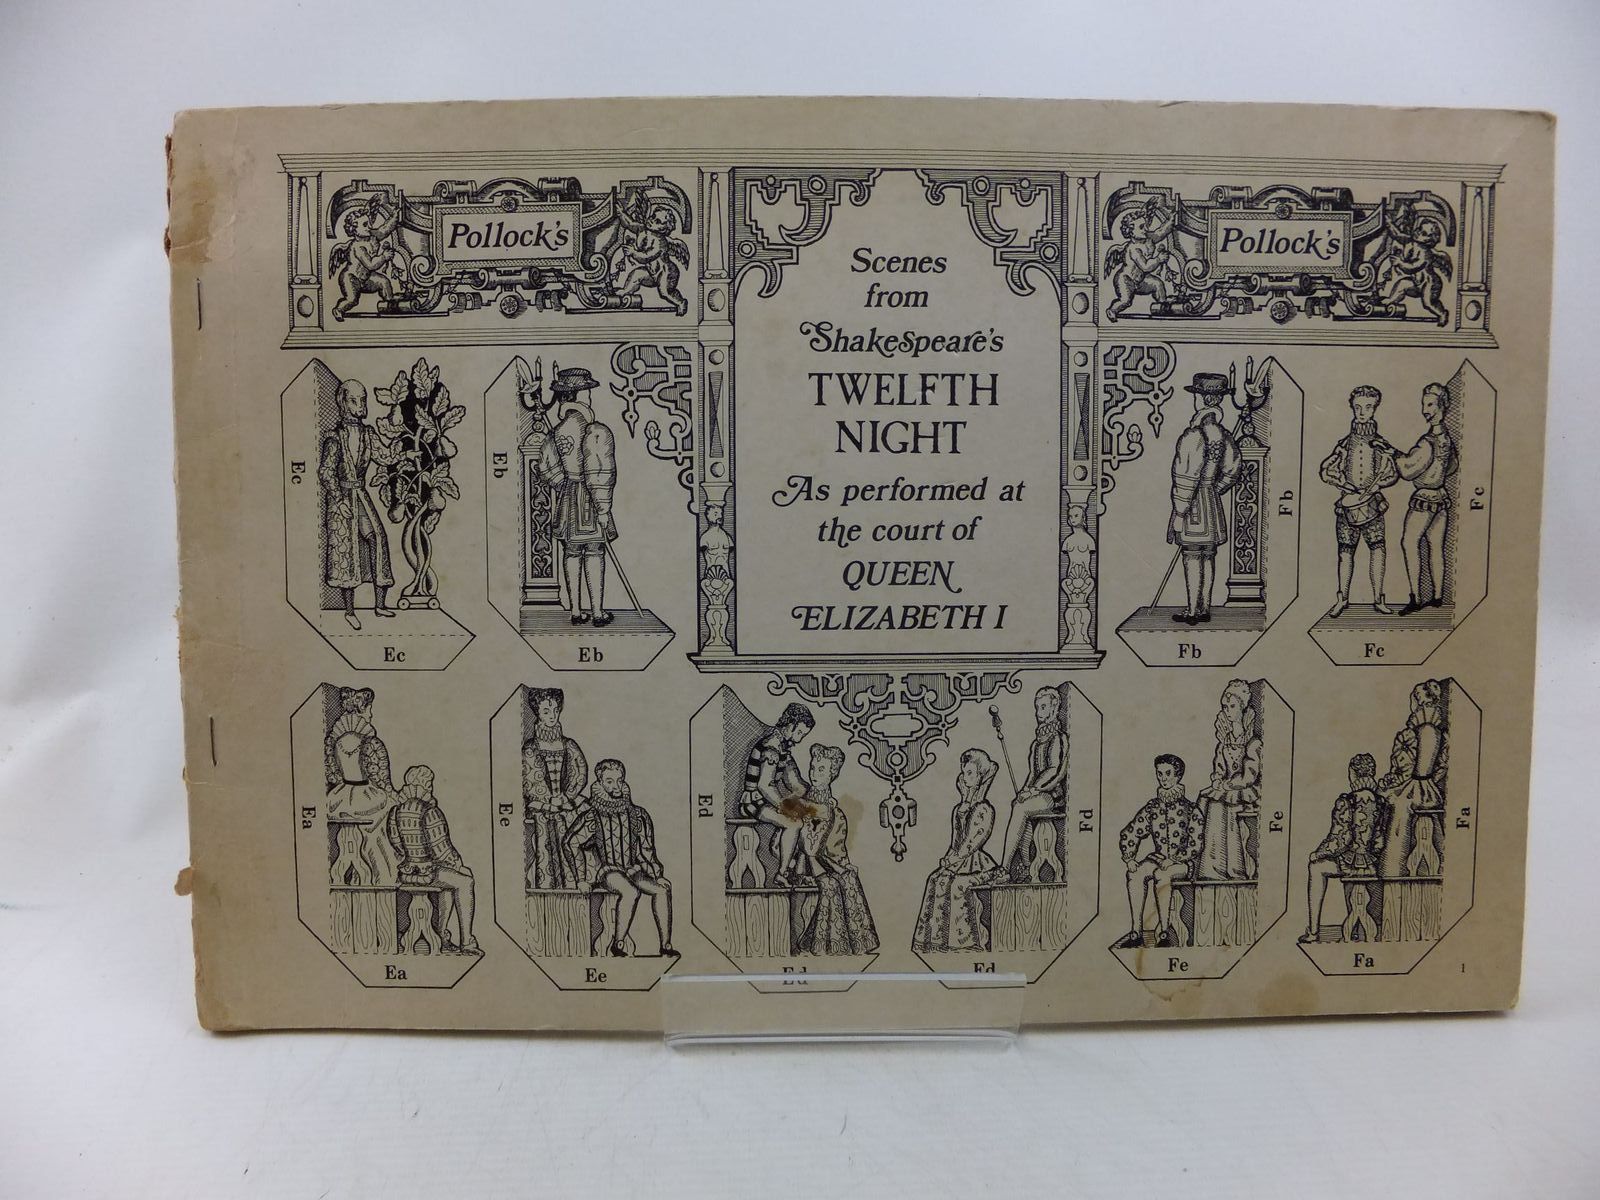 Pollock's
Pollock's
Scenes
from
Shakespeare's
TWELFTH
NIGHT
As performed at
the court of
QUEEN
ELIZABETH I
Ec
Eb
Fb
Fc
Ec
Eb
Fb
Fc
Ea
Ee
Ed
Fd
Fe
Fa
Ea
Ee
Ed
Fd
Fe
Fa
1